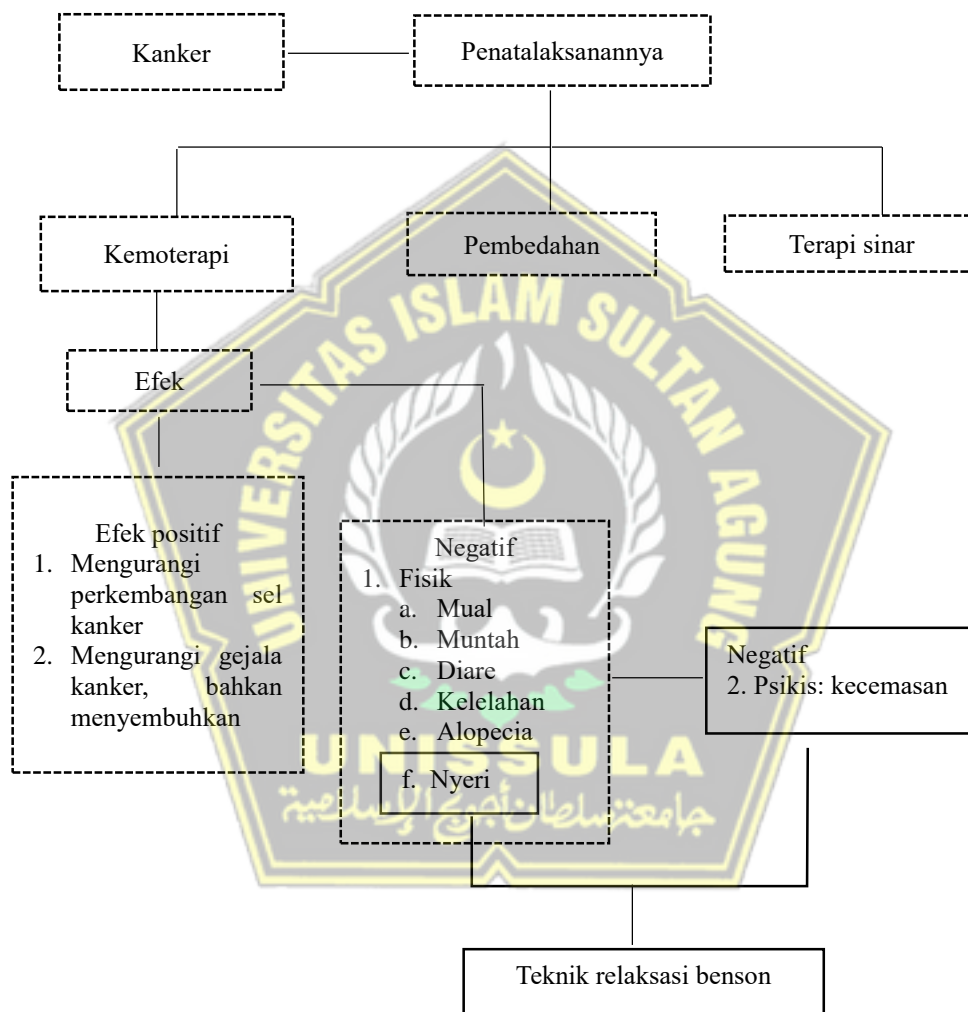 Kanker
Penatalaksanannya
Kemoterapi
Pembedahan
Terapi sinar
UNIVERSITAS ISLAM SULTAN AGUNG
Efek
Efek positif
1. Mengurangi
perkembangan sel
kanker
2. Mengurangi gejala
kanker, bahkan
menyembuhkan
Negatif
1. Fisik
a. Mual
b. Muntah
c. Diare
d. Kelelahan
e. Alopecia
f. Nyeri
Negatif
2. Psikis: kecemasan
UNISSULA
جامعتسلطان أجونج الإسلامية
Teknik relaksasi benson